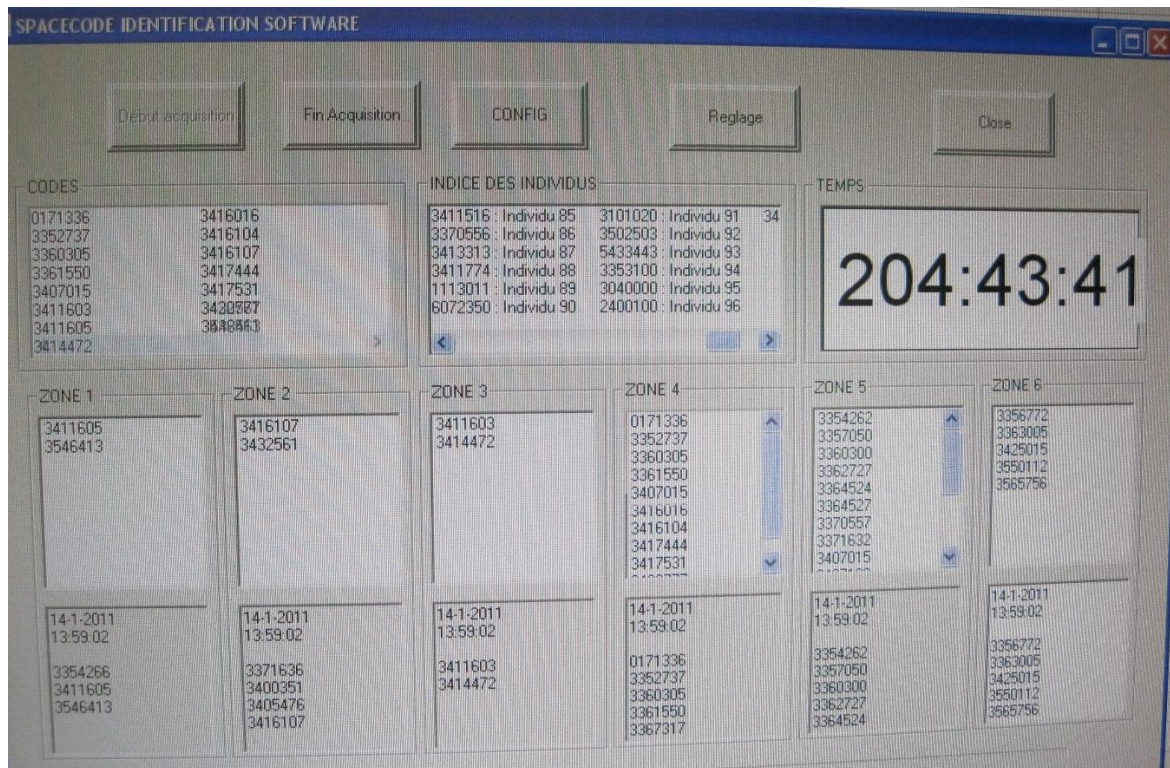 SPACECODE IDENTIFICATION SOFTWARE
Début acquisition
Fin Acquisition
CONFIG
Reglage
Close
CODES
0171336
3352737
3360305
3361550
3407015
3411603
3411605
3414472
3416016
3416104
3416107
3417444
3417531
INDICE DES INDIVIDUS
3411516 : Individu 85
3370556 : Individu 86
3413313 : Individu 87
3411774 : Individu 88
1113011 : Individu 89
6072350 : Individu 90
3101020 : Individu 91
3502503 : Individu 92
5433443 : Individu 93
3353100 : Individu 94
3040000 : Individu 95
2400100 : Individu 96
34
TEMPS
204:43:41
ZONE 1
3411605
3546413
14-1-2011
13:59:02
3354266
3411605
3546413
ZONE 2
3416107
3432561
14-1-2011
13:59:02
3371636
3400351
3405476
3416107
ZONE 3
3411603
3414472
14-1-2011
13:59:02
3411603
3414472
ZONE 4
0171336
3352737
3360305
3361550
3407015
3416016
3416104
3417444
3417531
14-1-2011
13:59:02
0171336
3352737
3360305
3361550
3367317
ZONE 5
3354262
3357050
3360300
3362727
3364524
3364527
3370557
3371632
3407015
14-1-2011
13:59:02
3354262
3357050
3360300
3362727
3364524
ZONE 6
3356772
3363005
3425015
3550112
3565756
14-1-2011
13:59:02
3356772
3363005
3425015
3550112
3565756